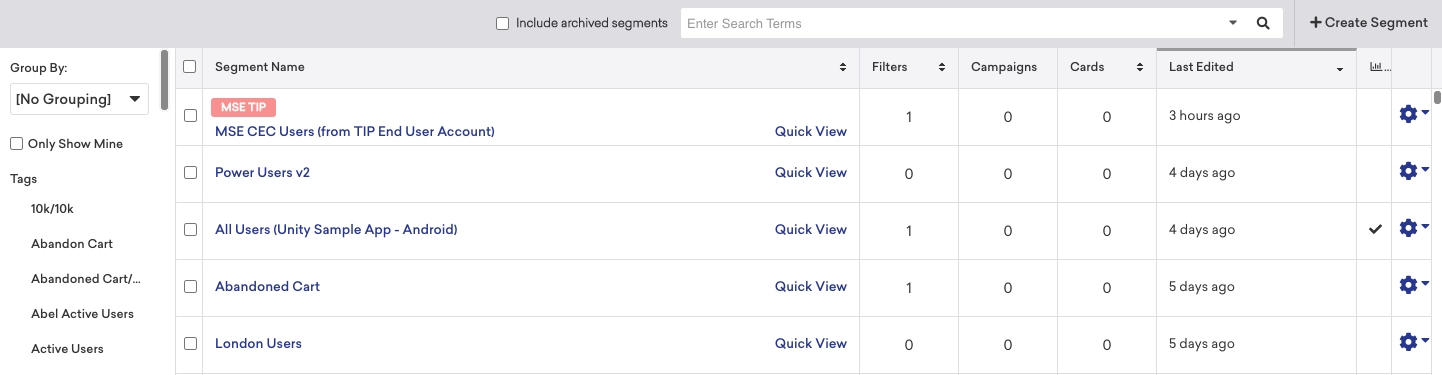 Include archived segments
Enter Search Terms
Create Segment
Group By:
[No Grouping]
Only Show Mine
Tags
10k/10k
Abandon Cart
Abandoned Cart/...
Abel Active Users
Active Users
Segment Name Filters Campaigns Cards Last Edited ...
MSE TIP
MSE CEC Users (from TIP End User Account) Quick View 1 0 0 3 hours ago
Power Users v2 Quick View 0 0 0 4 days ago
All Users (Unity Sample App - Android) Quick View 1 0 0 4 days ago
Abandoned Cart Quick View 1 0 0 5 days ago
London Users Quick View 0 0 0 5 days ago